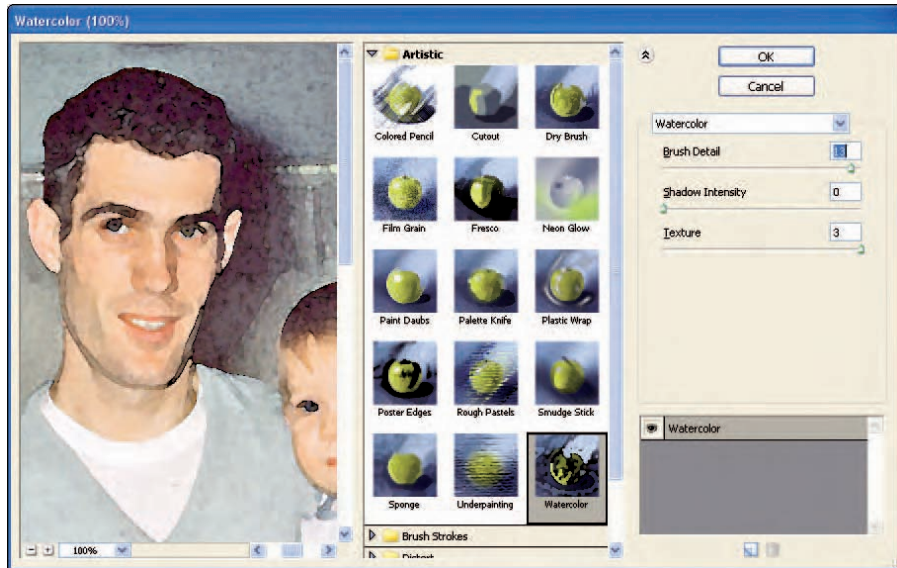 Watercolor (100%)
Artistic
Colored Pencil
Cutout
Dry Brush
Film Grain
Fresco
Neon Glow
Paint Daubs
Palette Knife
Plastic Wrap
Poster Edges
Rough Pastels
Smudge Stick
Sponge
Underpainting
Watercolor
Brush Strokes
Distort
100%
OK
Cancel
Watercolor
Brush Detail
Shadow Intensity
0
Texture
3
Watercolor